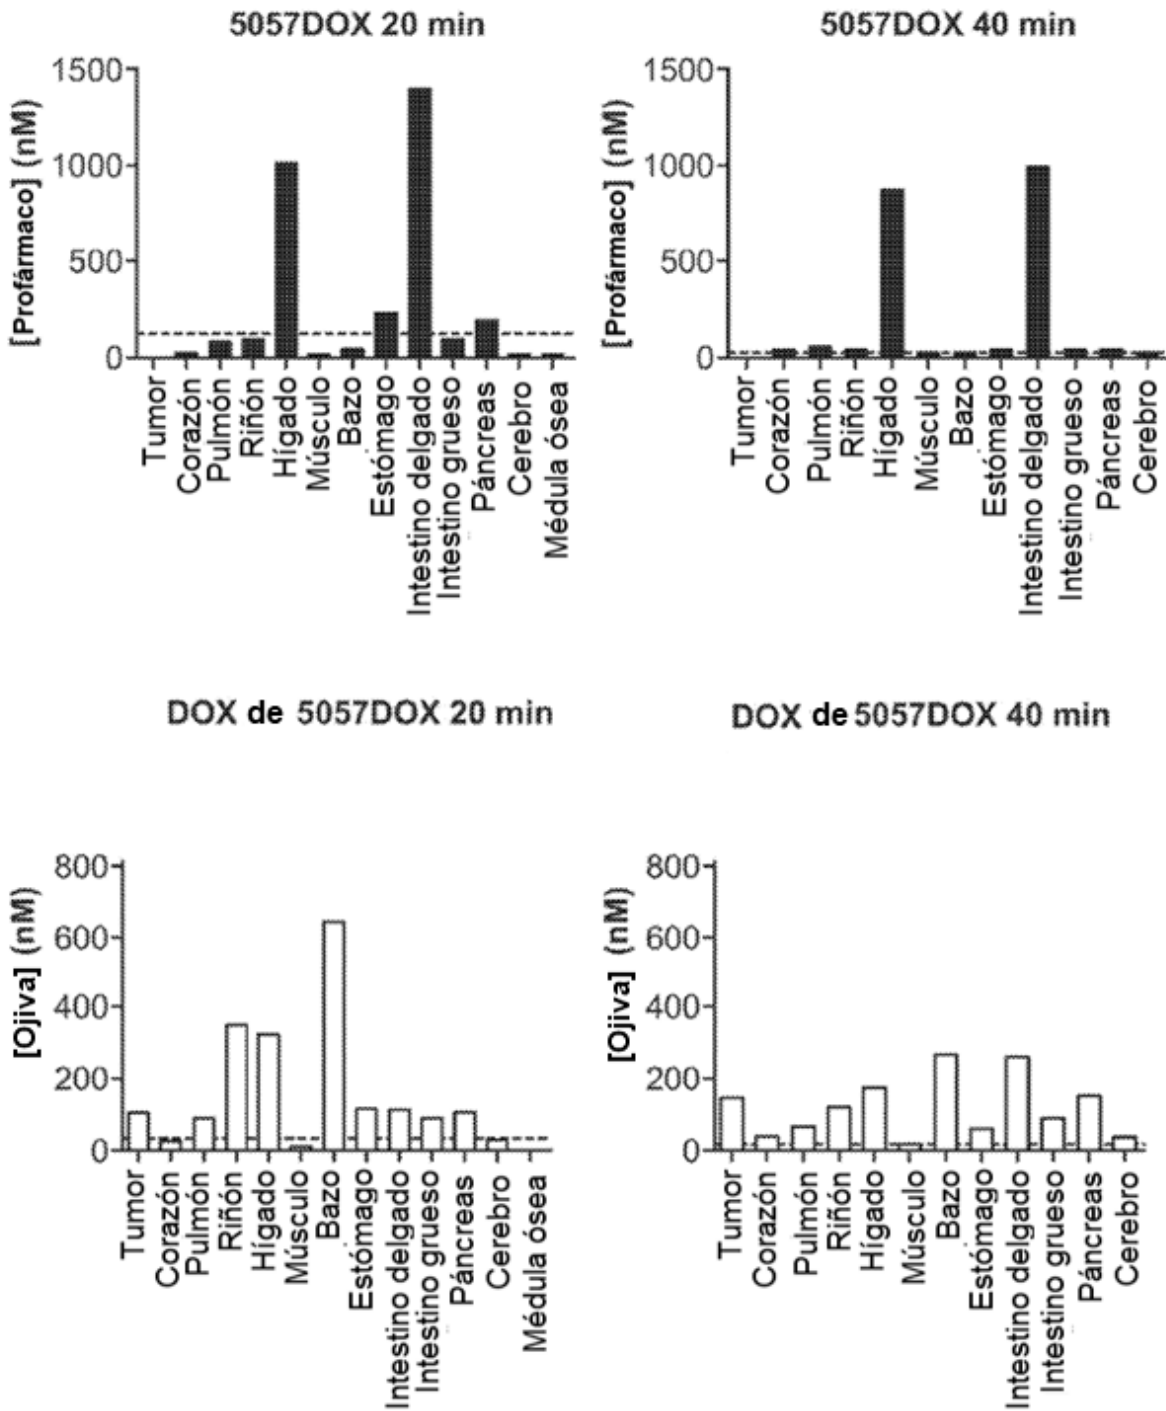 5057DOX 20 min
[Profármaco] (nM)
1500
1000
500
0
Tumor
Corazón
Pulmón
Riñón
Hígado
Músculo
Bazo
Estómago
Intestino delgado
Intestino grueso
Páncreas
Cerebro
Médula ósea
5057DOX 40 min
[Profármaco] (nM)
1500
1000
500
0
Tumor
Corazón
Pulmón
Riñón
Hígado
Músculo
Bazo
Estómago
Intestino delgado
Intestino grueso
Páncreas
Cerebro
DOX de 5057DOX 20 min
[Ojiva] (nM)
800
600
400
200
0
Tumor
Corazón
Pulmón
Riñón
Hígado
Músculo
Bazo
Estómago
Intestino delgado
Intestino grueso
Páncreas
Cerebro
Médula ósea
DOX de 5057DOX 40 min
[Ojiva] (nM)
800
600
400
200
0
Tumor
Corazón
Pulmón
Riñón
Hígado
Músculo
Bazo
Estómago
Intestino delgado
Intestino grueso
Páncreas
Cerebro